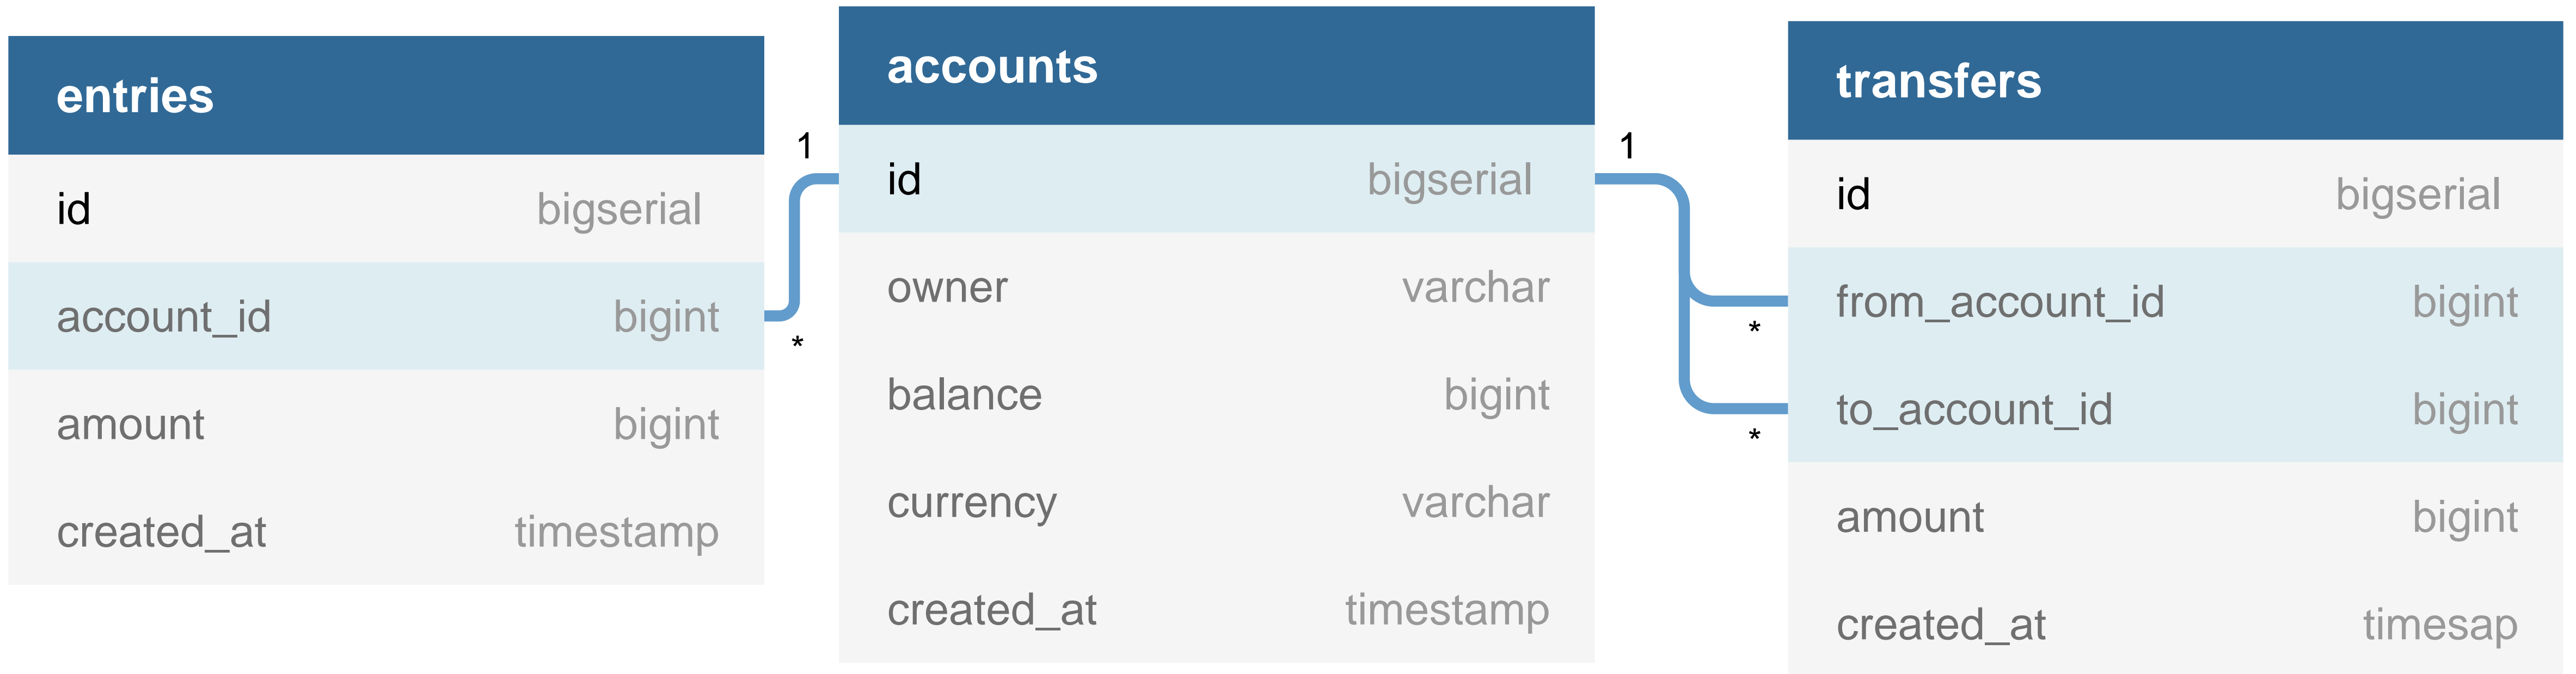 entries
id bigserial
account_id bigint
amount bigint
created_at timestamp
1
*
accounts
id bigserial
owner varchar
balance bigint
currency varchar
created_at timestamp
1
*
*
transfers
id bigserial
from_account_id bigint
to_account_id bigint
amount bigint
created_at timesap